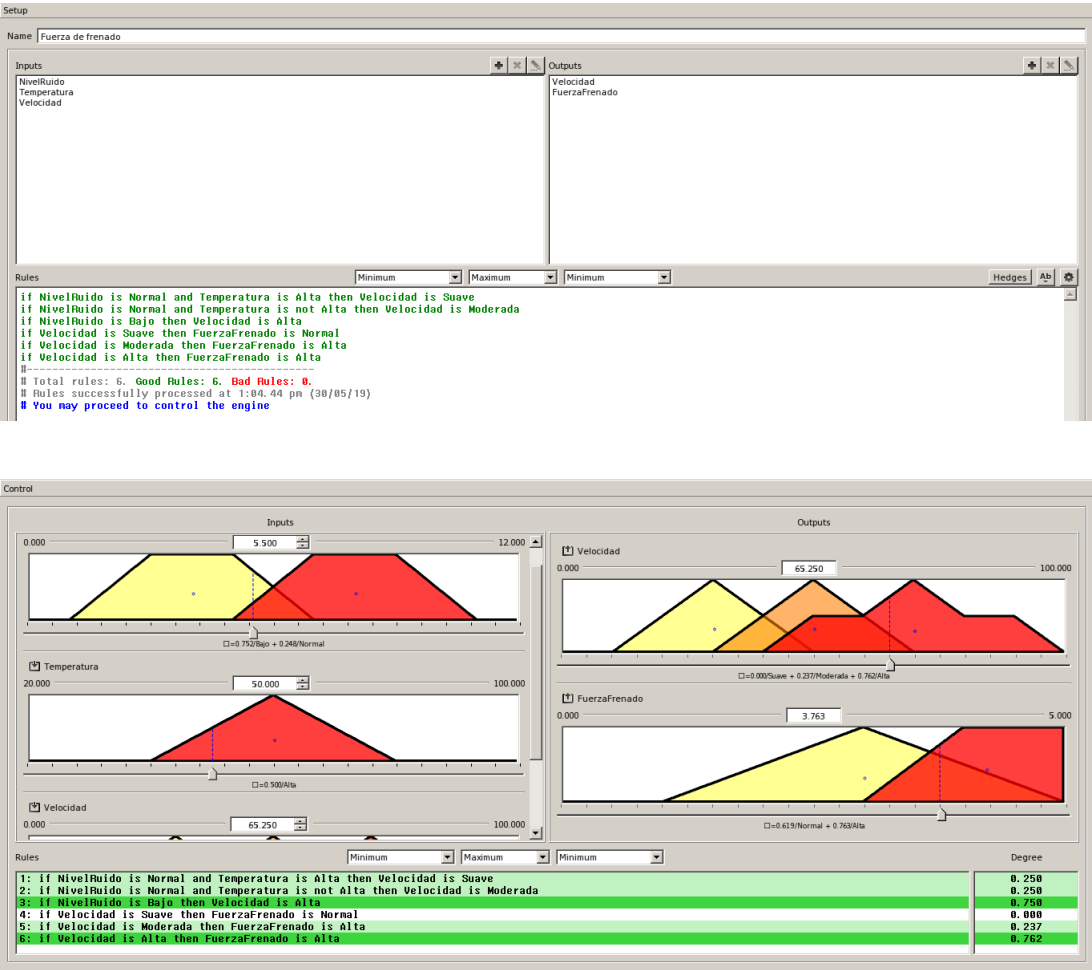 Setup
Name Fuerza de frenado
Inputs
Outputs
NivelRuido
Temperatura
Velocidad
Velocidad
FuerzaFrenado
Rules Minimum Maximum Minimum Hedges Ab
if NivelRuido is Normal and Temperatura is Alta then Velocidad is Suave
if NivelRuido is Normal and Temperatura is not Alta then Velocidad is Moderada
if NivelRuido is Bajo then Velocidad is Alta
if Velocidad is Suave then FuerzaFrenado is Normal
if Velocidad is Moderada then FuerzaFrenado is Alta
if Velocidad is Alta then FuerzaFrenado is Alta
#--------------------------------------------
# Total rules: 6. Good Rules: 6. Bad Rules: 0.
# Rules successfully processed at 1:04.44 pm (30/05/19)
# You may proceed to control the engine
Control
Inputs
0.000 5.500 12.000
□=0.752/Bajo + 0.248/Normal
Temperatura
20.000 50.000 100.000
□=0.500/Alta
Velocidad
0.000 65.250 100.000
Outputs
Velocidad
0.000 65.250 100.000
□=0.000/Suave + 0.237/Moderada + 0.762/Alta
FuerzaFrenado
0.000 3.763 5.000
□=0.619/Normal + 0.763/Alta
Rules Minimum Maximum Minimum Degree
1: if NivelRuido is Normal and Temperatura is Alta then Velocidad is Suave 0.250
2: if NivelRuido is Normal and Temperatura is not Alta then Velocidad is Moderada 0.250
3: if NivelRuido is Bajo then Velocidad is Alta 0.750
4: if Velocidad is Suave then FuerzaFrenado is Normal 0.000
5: if Velocidad is Moderada then FuerzaFrenado is Alta 0.237
6: if Velocidad is Alta then FuerzaFrenado is Alta 0.762